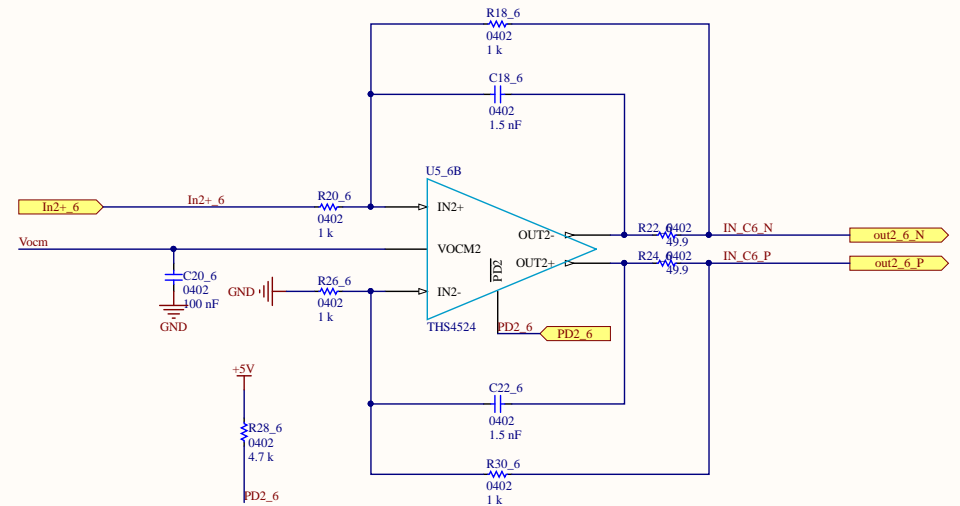 R18_6
0402
1 k
C18_6
0402
1.5 nF
U5_6B
In2+_6
In2+_6
R20_6
0402
1 k
IN2+
OUT2-
R22_6
0402
49.9
IN_C6_N
out2_6_N
Vocm
VOCM2
OUT2+
R24_6
0402
49.9
IN_C6_P
out2_6_P
C20_6
0402
100 nF
GND
GND
R26_6
0402
1 k
IN2-
PD2
THS4524
PD2_6
PD2_6
+5V
R28_6
0402
4.7 k
PD2_6
C22_6
0402
1.5 nF
R30_6
0402
1 k